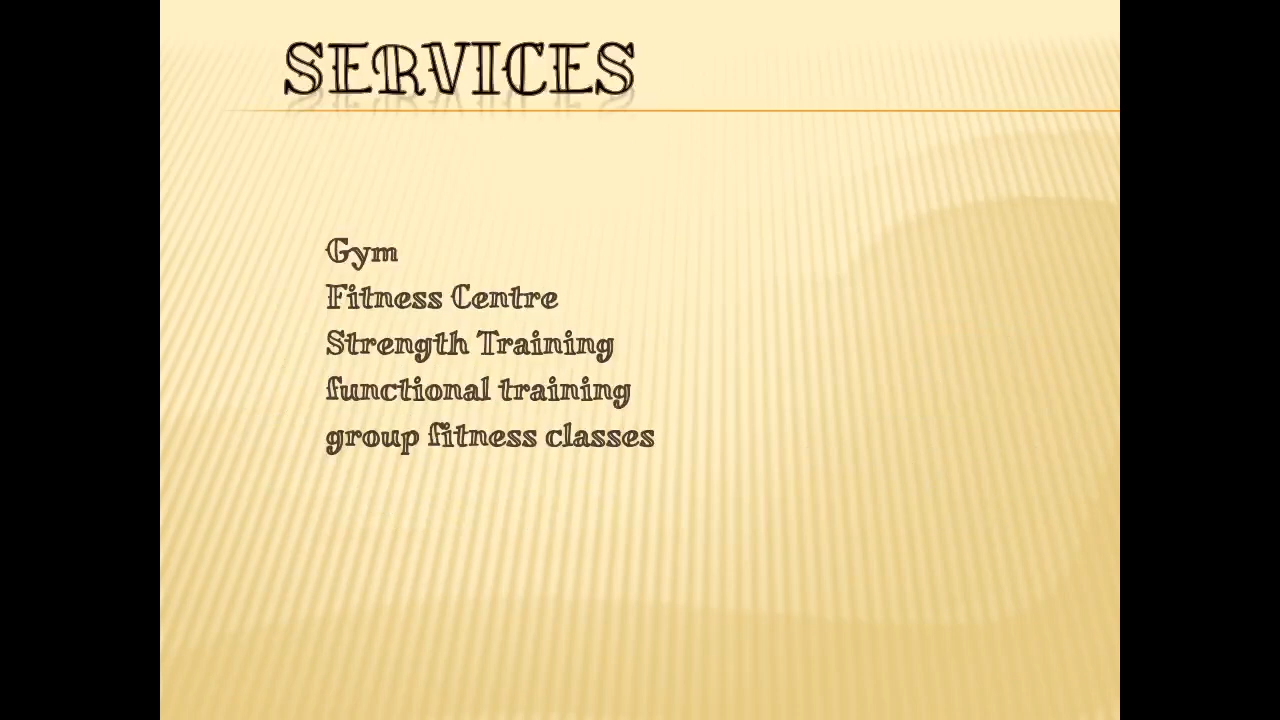 SERVICES
Gym
Fitness Centre
Strength Training
functional training
group fitness classes